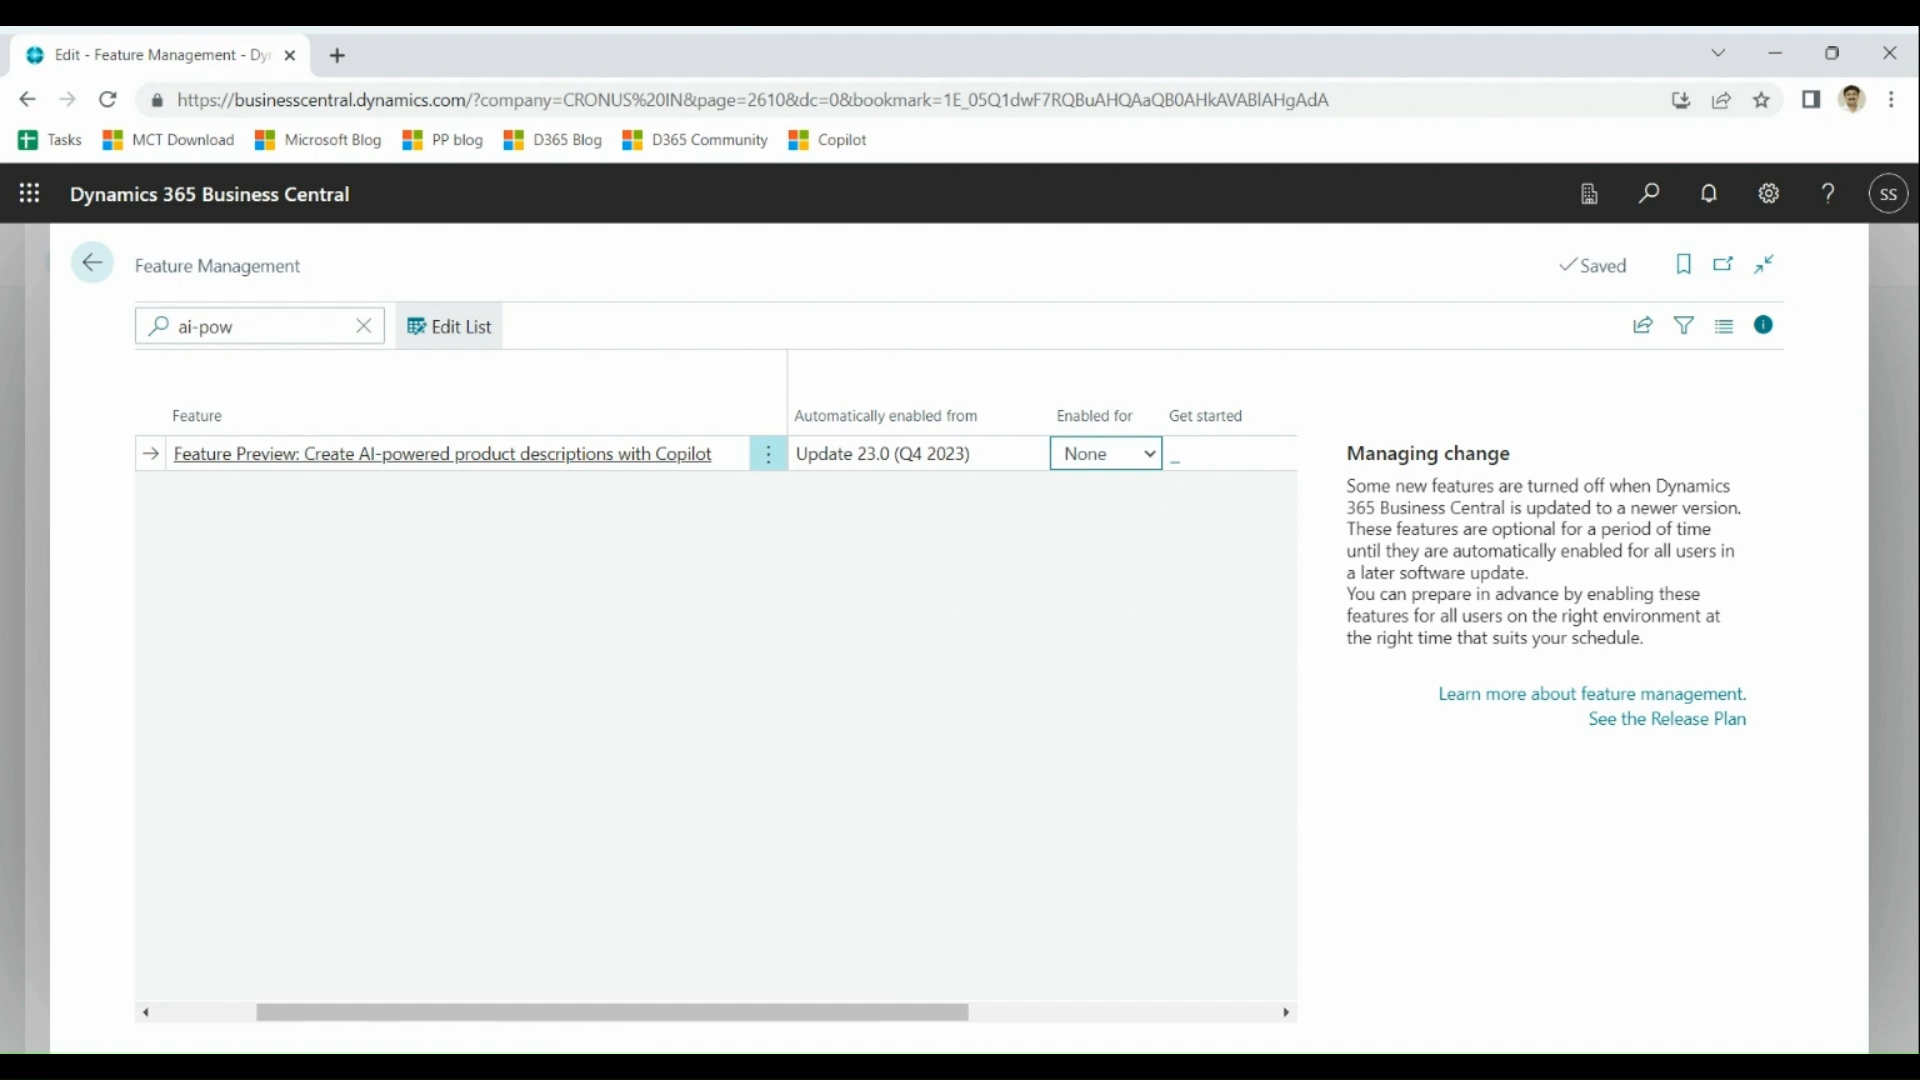 Edit - Feature Management - Dyn
https://businesscentral.dynamics.com/?company=CRONUS%20IN&page=2610&dc=0&bookmark=1E_05Q1dwF7RQBuAHQAaQB0AHkAVABlAHgAdA
Tasks MCT Download Microsoft Blog PP blog D365 Blog D365 Community Copilot
Dynamics 365 Business Central
? SS
Feature Management
Saved
ai-pow
Edit List
Feature Automatically enabled from Enabled for Get started
Feature Preview: Create AI-powered product descriptions with Copilot Update 23.0 (Q4 2023) None _
Managing change
Some new features are turned off when Dynamics
365 Business Central is updated to a newer version.
These features are optional for a period of time
until they are automatically enabled for all users in
a later software update.
You can prepare in advance by enabling these
features for all users on the right environment at
the right time that suits your schedule.
Learn more about feature management.
See the Release Plan